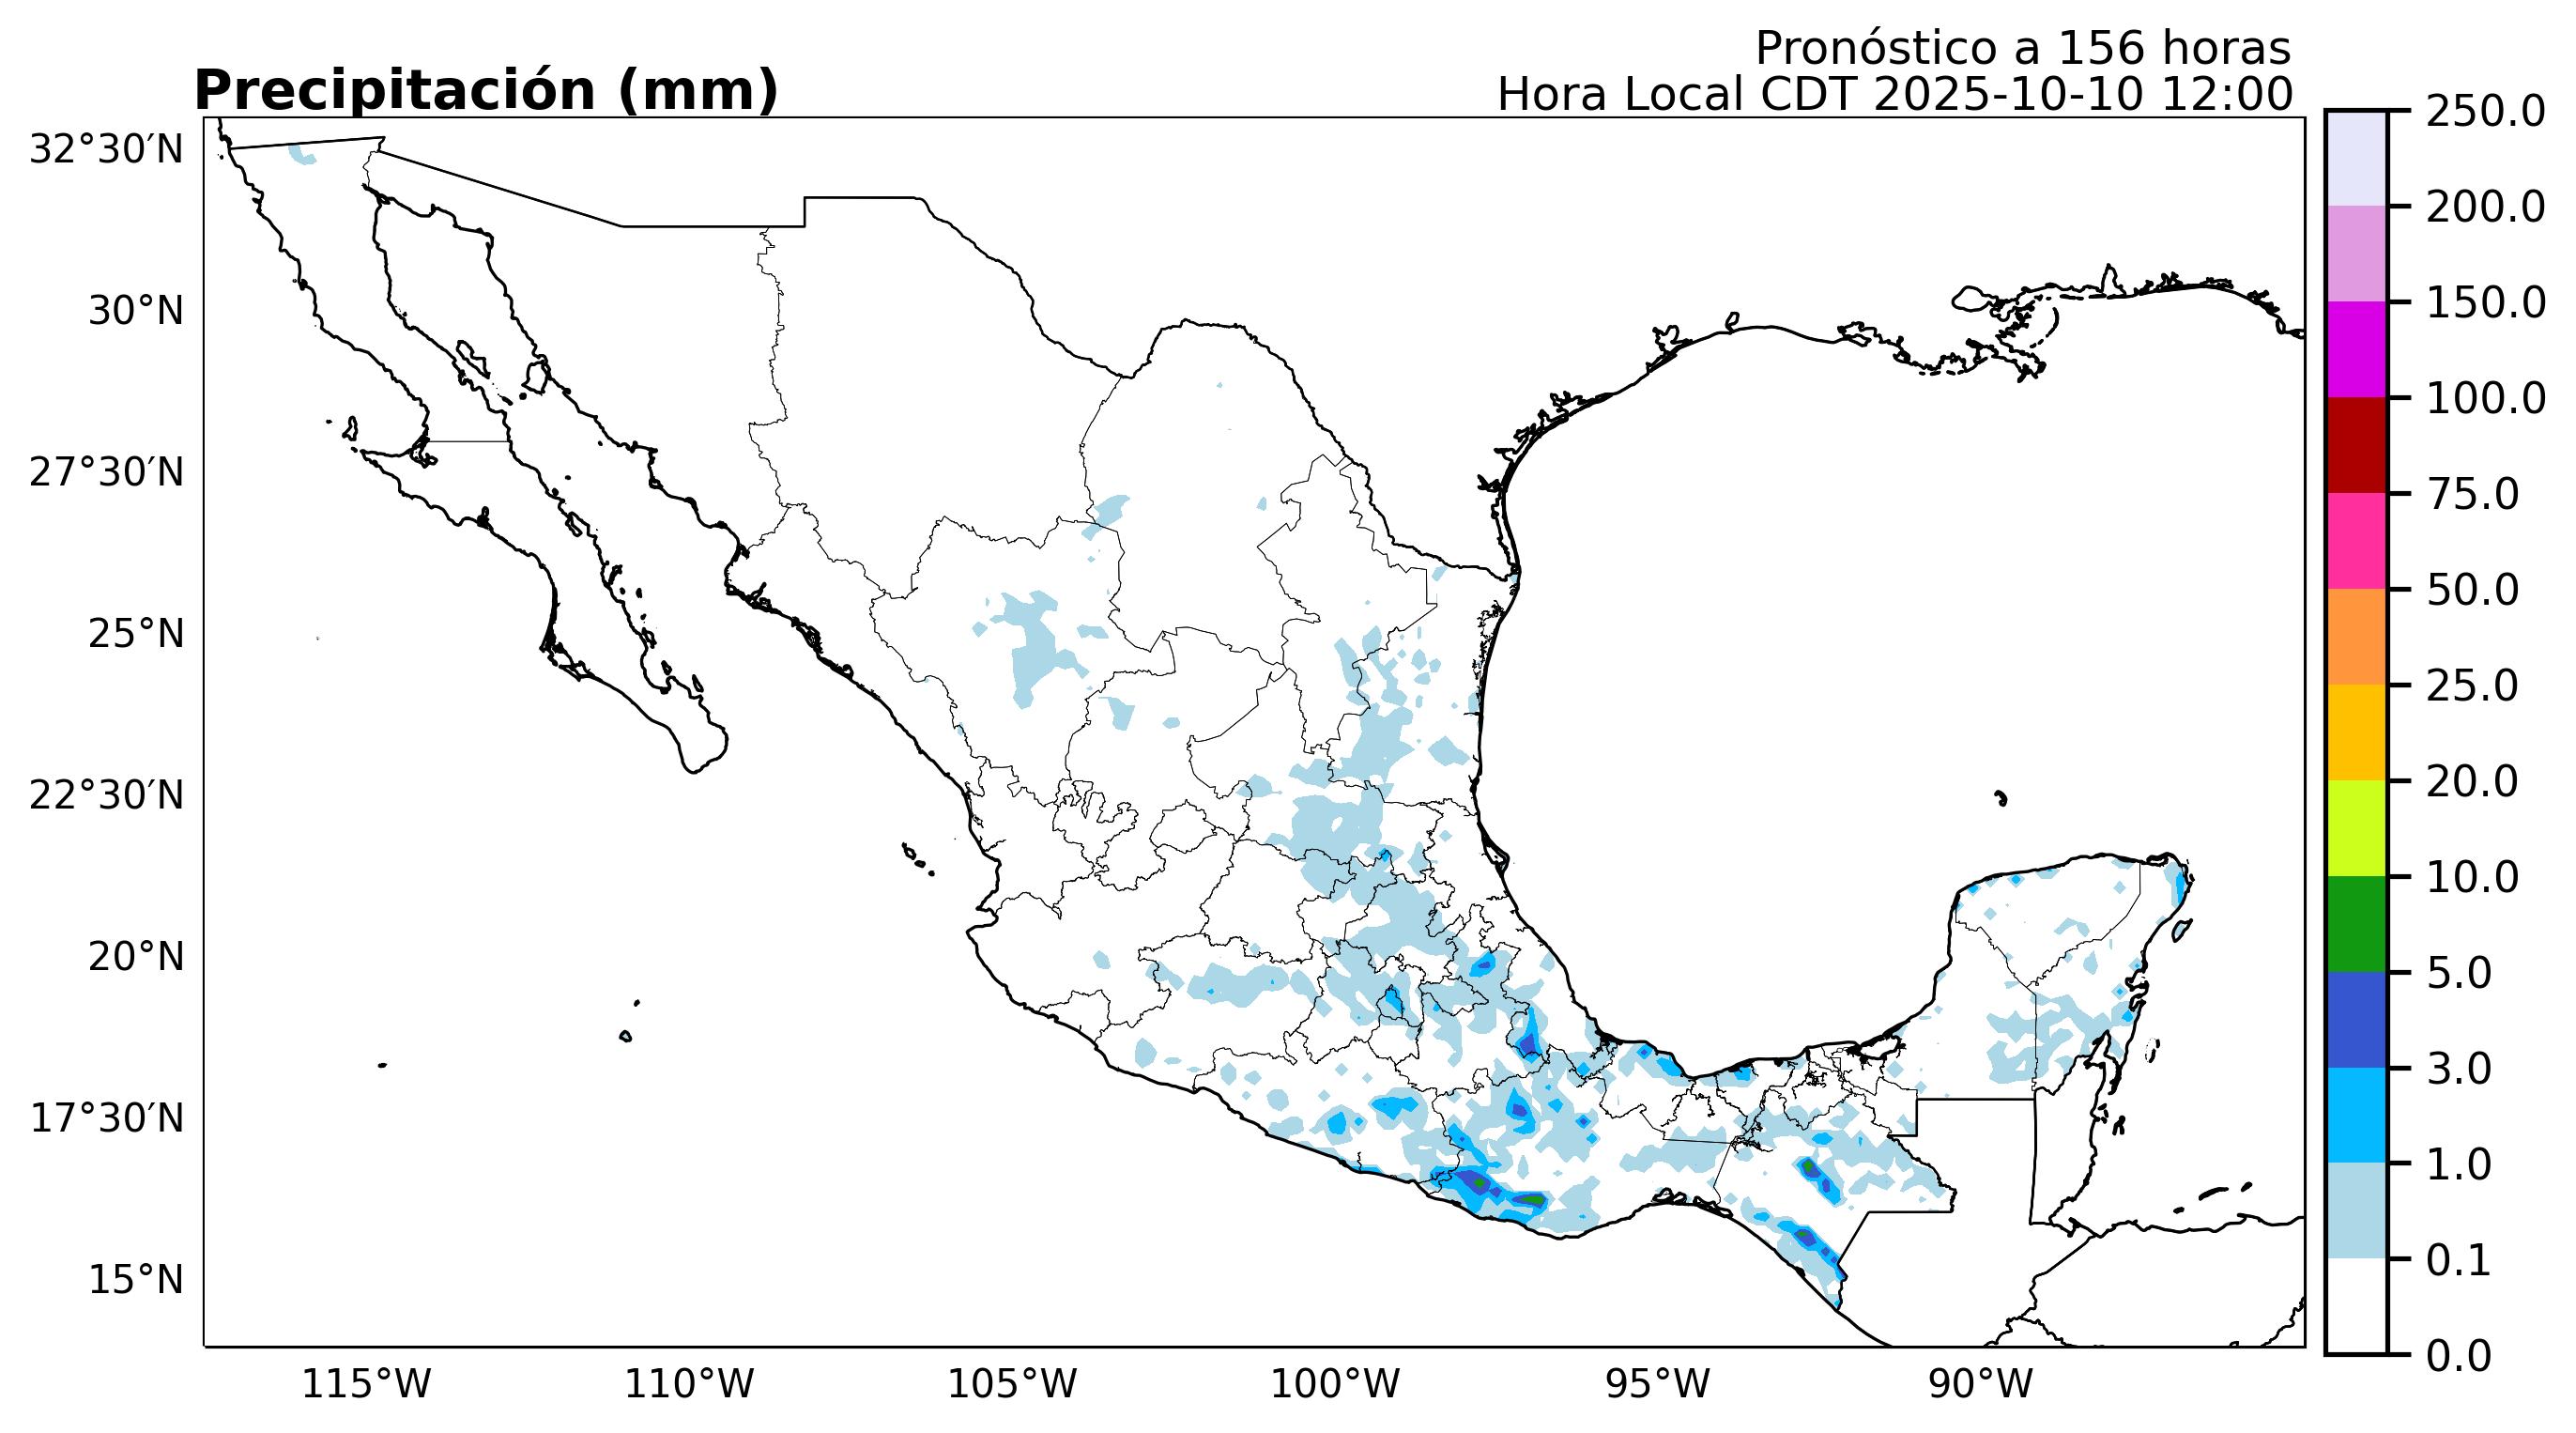 Pronóstico a 156 horas
Precipitación (mm)
Hora Local CDT 2025-10-10 12:00
32°30′N
30°N
27°30′N
25°N
22°30′N
20°N
17°30′N
15°N
115°W
110°W
105°W
100°W
95°W
90°W
250.0
200.0
150.0
100.0
75.0
50.0
25.0
20.0
10.0
5.0
3.0
1.0
0.1
0.0